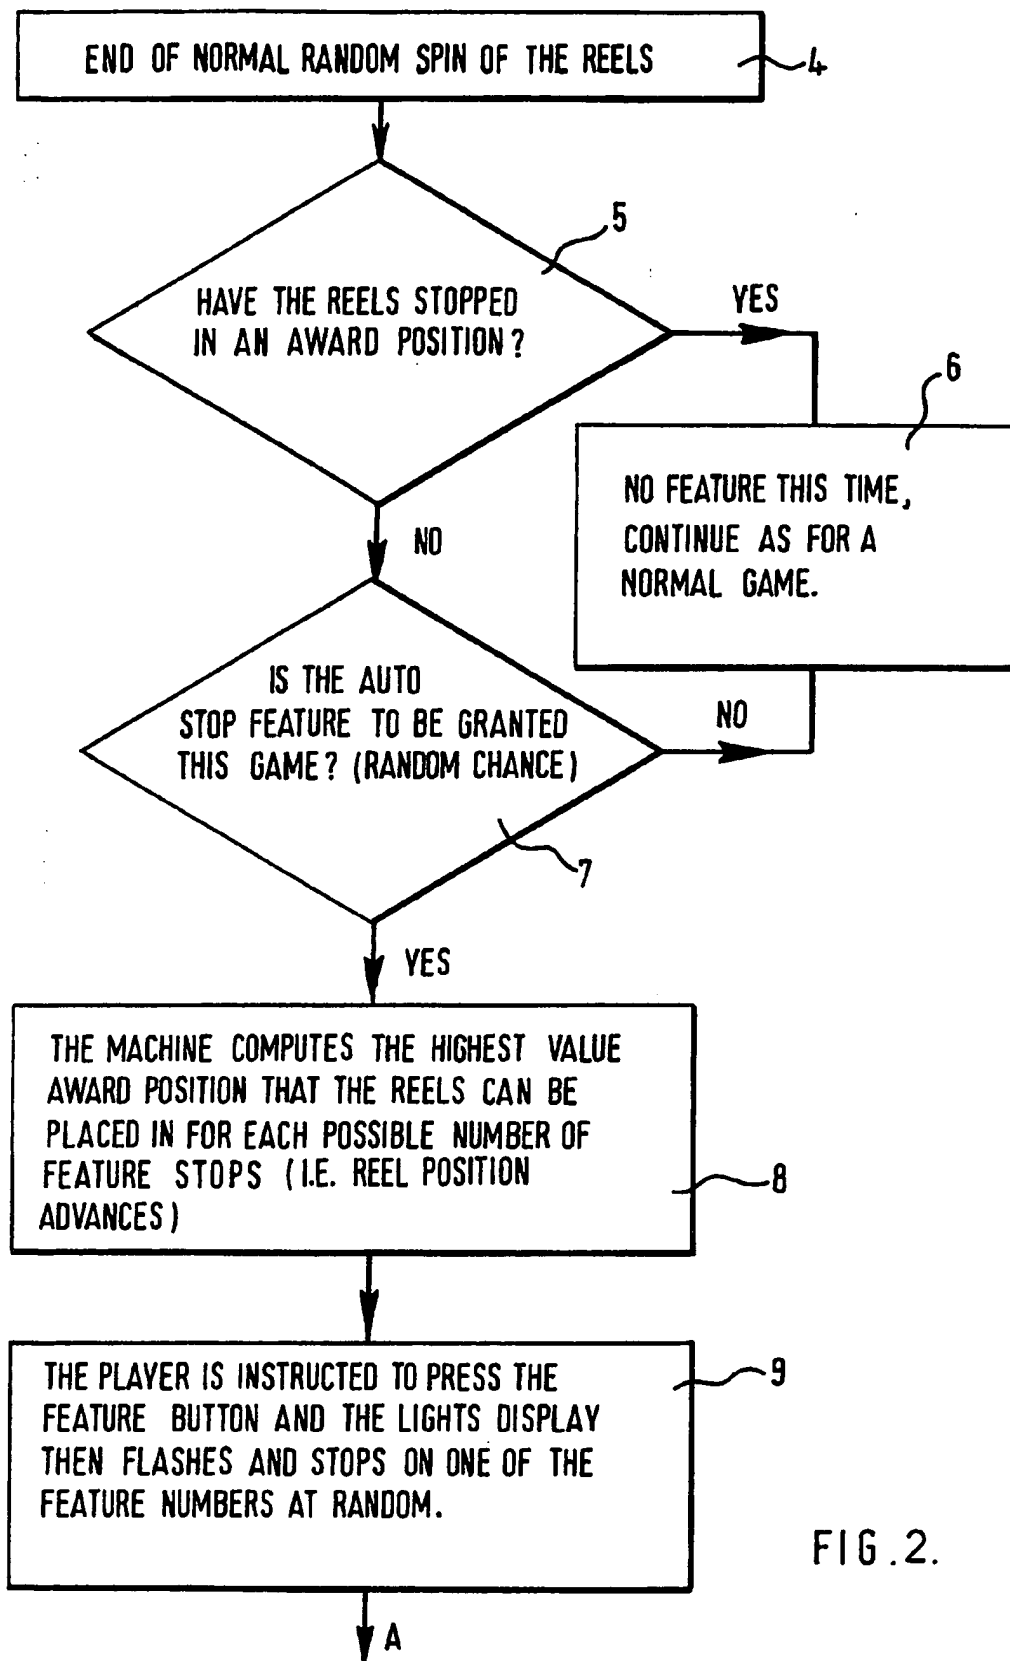 END OF NORMAL RANDOM SPIN OF THE REELS
4
5
HAVE THE REELS STOPPED
IN AN AWARD POSITION?
YES
6
NO FEATURE THIS TIME,
CONTINUE AS FOR A
NORMAL GAME.
NO
IS THE AUTO
STOP FEATURE TO BE GRANTED
THIS GAME? (RANDOM CHANCE)
NO
7
YES
THE MACHINE COMPUTES THE HIGHEST VALUE
AWARD POSITION THAT THE REELS CAN BE
PLACED IN FOR EACH POSSIBLE NUMBER OF
FEATURE STOPS (I.E. REEL POSITION
ADVANCES)
8
THE PLAYER IS INSTRUCTED TO PRESS THE
FEATURE BUTTON AND THE LIGHTS DISPLAY
THEN FLASHES AND STOPS ON ONE OF THE
FEATURE NUMBERS AT RANDOM.
9
FIG.2.
A